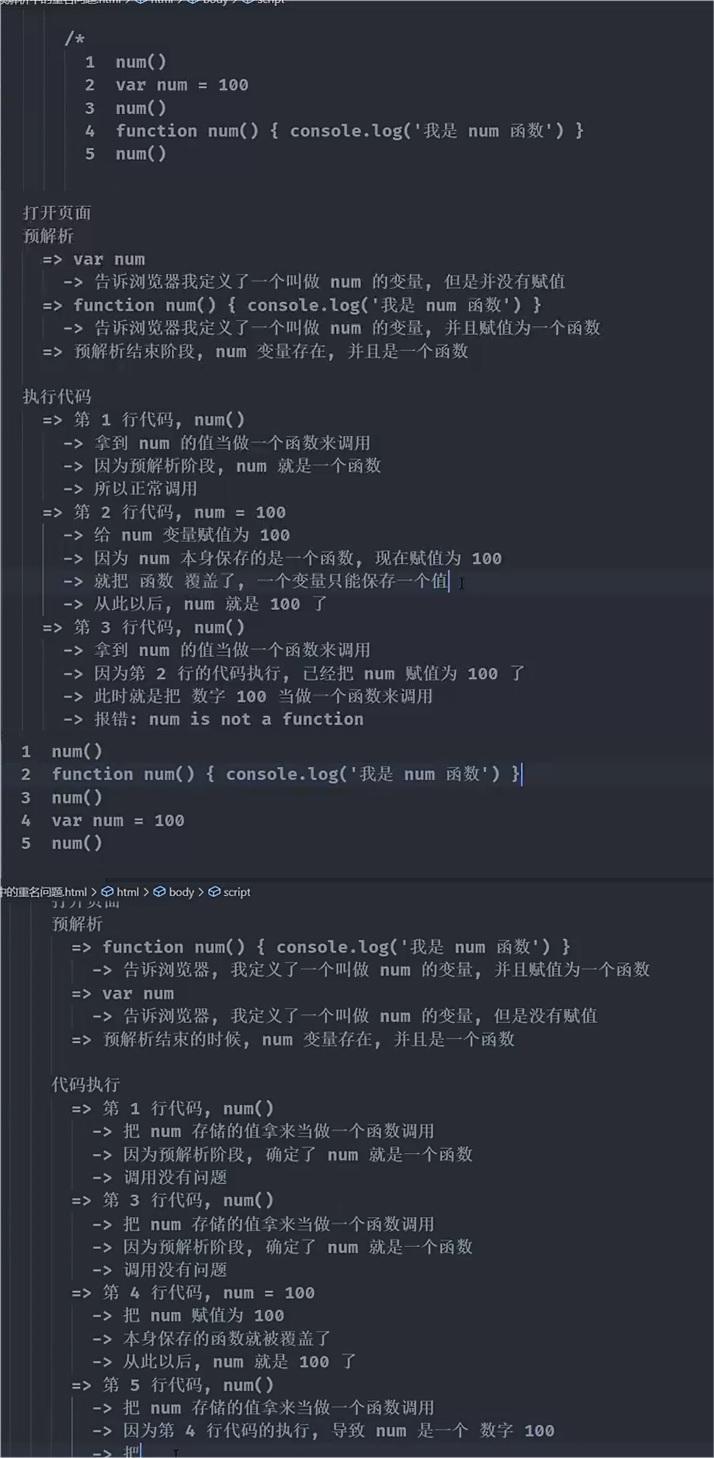 中的重名问题.html > html > body > script
/*
1 num()
2 var num = 100
3 num()
4 function num() { console.log('我是 num 函数') }
5 num()
打开页面
预解析
=> var num
-> 告诉浏览器我定义了一个叫做 num 的变量, 但是并没有赋值
=> function num() { console.log('我是 num 函数') }
-> 告诉浏览器我定义了一个叫做 num 的变量, 并且赋值为一个函数
=> 预解析结束阶段, num 变量存在, 并且是一个函数
执行代码
=> 第 1 行代码, num()
-> 拿到 num 的值当做一个函数来调用
-> 因为预解析阶段, num 就是一个函数
-> 所以正常调用
=> 第 2 行代码, num = 100
-> 给 num 变量赋值为 100
-> 因为 num 本身保存的是一个函数, 现在赋值为 100
-> 就把 函数 覆盖了, 一个变量只能保存一个值
-> 从此以后, num 就是 100 了
=> 第 3 行代码, num()
-> 拿到 num 的值当做一个函数来调用
-> 因为第 2 行的代码执行, 已经把 num 赋值为 100 了
-> 此时就是把 数字 100 当做一个函数来调用
-> 报错: num is not a function
1 num()
2 function num() { console.log('我是 num 函数') }
3 num()
4 var num = 100
5 num()
中的重名问题.html > html > body > script
打开页面
预解析
=> function num() { console.log('我是 num 函数') }
-> 告诉浏览器, 我定义了一个叫做 num 的变量, 并且赋值为一个函数
=> var num
-> 告诉浏览器, 我定义了一个叫做 num 的变量, 但是没有赋值
=> 预解析结束的时候, num 变量存在, 并且是一个函数
代码执行
=> 第 1 行代码, num()
-> 把 num 存储的值拿来当做一个函数调用
-> 因为预解析阶段, 确定了 num 就是一个函数
-> 调用没有问题
=> 第 3 行代码, num()
-> 把 num 存储的值拿来当做一个函数调用
-> 因为预解析阶段, 确定了 num 就是一个函数
-> 调用没有问题
=> 第 4 行代码, num = 100
-> 把 num 赋值为 100
-> 本身保存的函数就被覆盖了
-> 从此以后, num 就是 100 了
=> 第 5 行代码, num()
-> 把 num 存储的值拿来当做一个函数调用
-> 因为第 4 行代码的执行, 导致 num 是一个 数字 100
-> 把